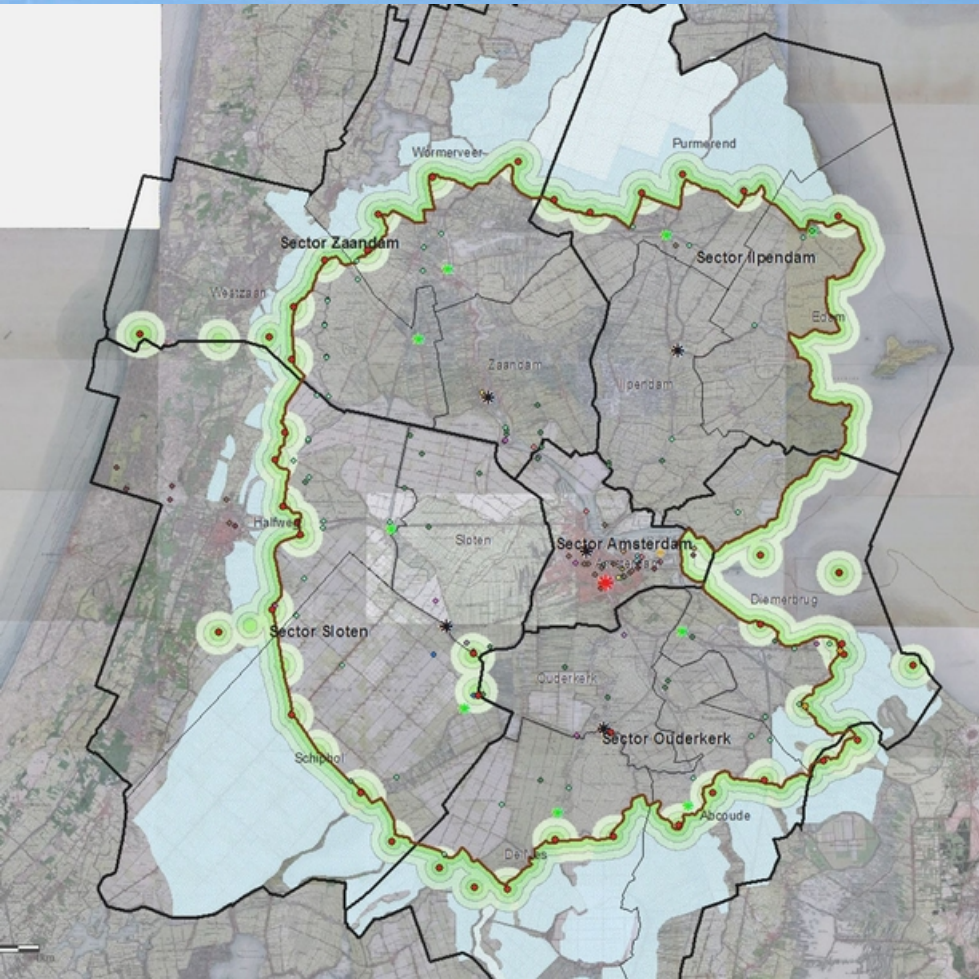 Purmerend
Wormerveer
Sector Zaandam
Sector Ilpendam
Westzaan
Edam
Zaandam
Ilpendam
Halfweg
Sloten
Sector Amsterdam
Amsterdam
Diemerbrug
Sector Sloten
Ouderkerk
Sector Ouderkerk
Schiphol
Abcoude